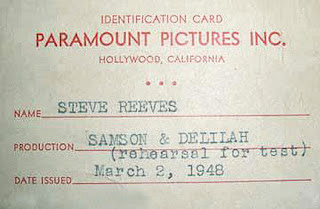 IDENTIFICATION CARD
PARAMOUNT PICTURES INC.
HOLLYWOOD, CALIFORNIA
• • •
NAME STEVE REEVES
PRODUCTION SAMSON & DELILAH
(rehearsal for test)
DATE ISSUED March 2, 1948